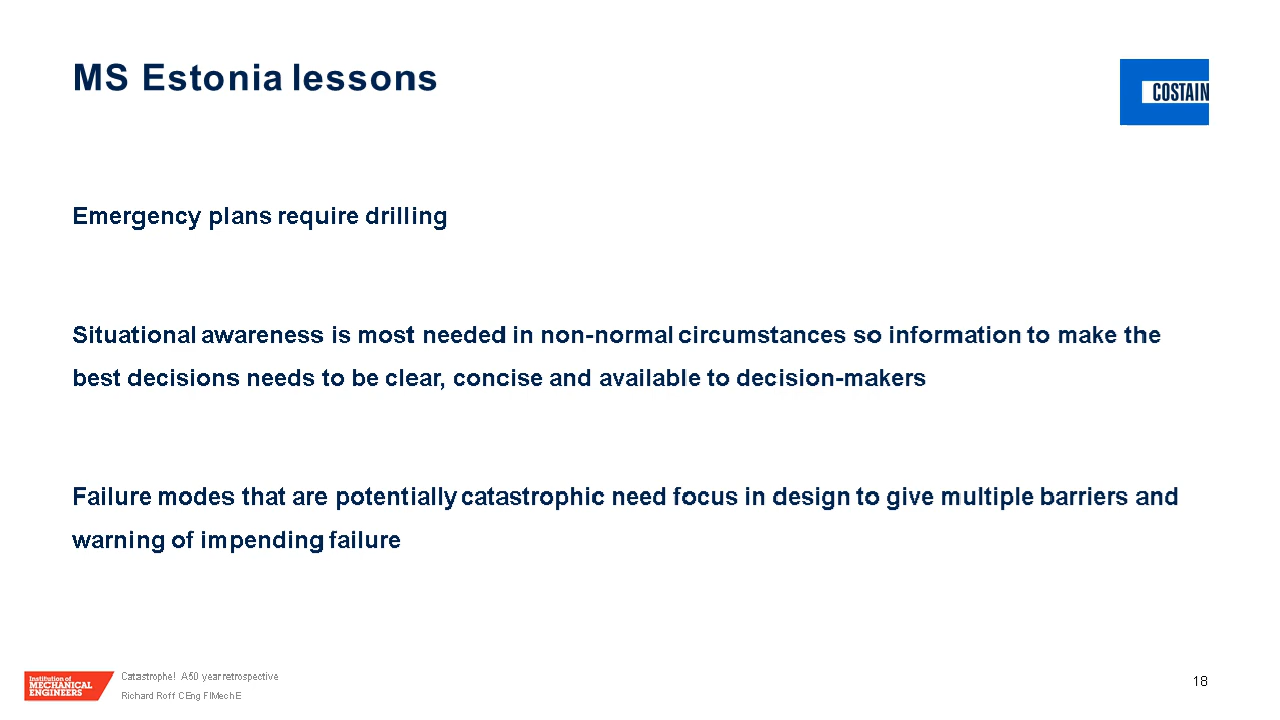 MS Estonia lessons
COSTAIN
Emergency plans require drilling
Situational awareness is most needed in non-normal circumstances so information to make the
best decisions needs to be clear, concise and available to decision-makers
Failure modes that are potentially catastrophic need focus in design to give multiple barriers and
warning of impending failure
Institution of
MECHANICAL
ENGINEERS
Catastrophe! A 50 year retrospective
Richard Roff CEng FIMechE
18